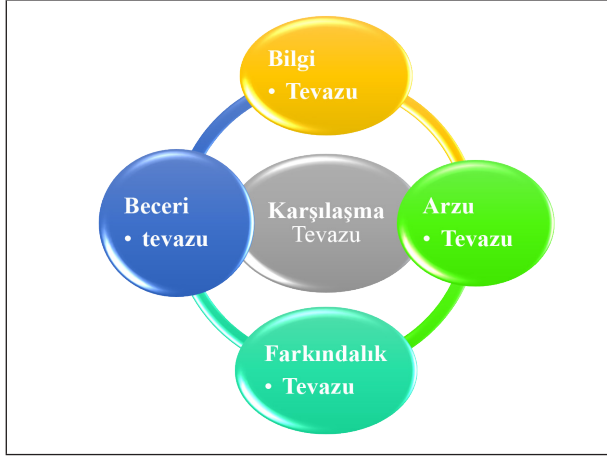 Bilgi
• Tevazu
Beceri
• tevazu
Karşılaşma
Tevazu
Arzu
• Tevazu
Farkındalık
• Tevazu